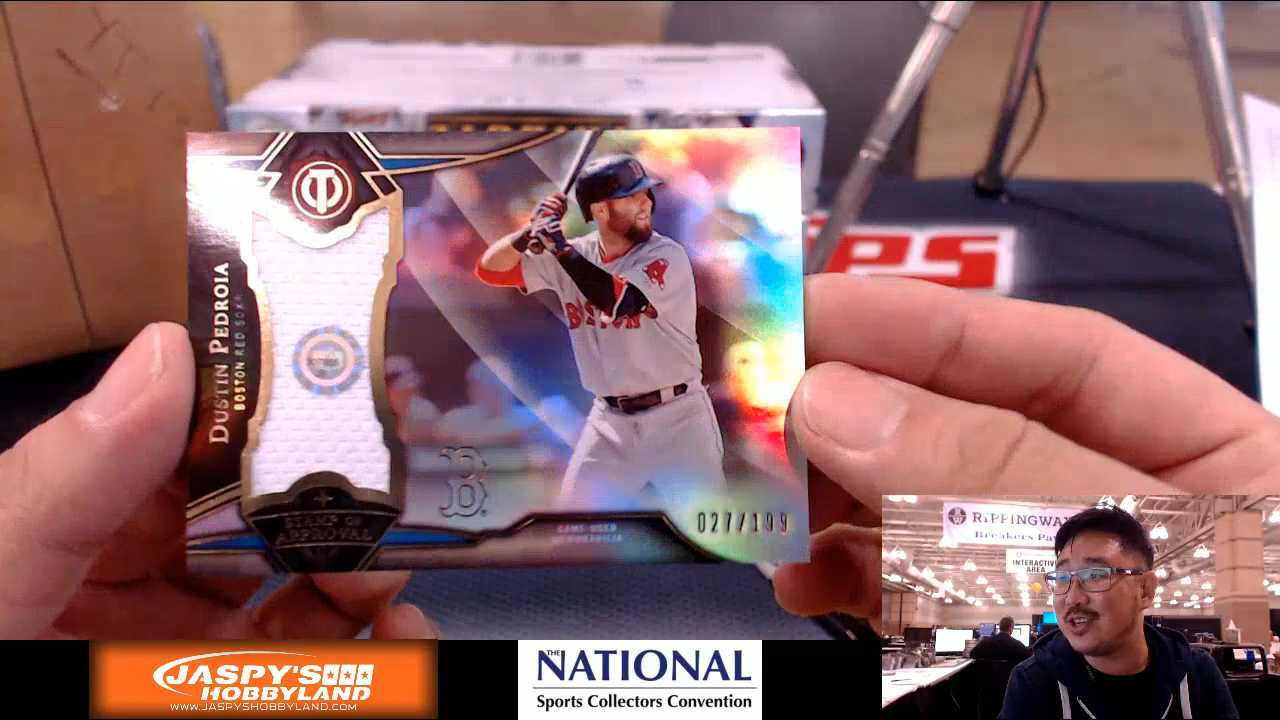 DUSTIN PEDROIA
BOSTON RED SOX
T
BOSTON
B
STAMP OF
APPROVAL
GAME-USED
MEMORABILIA
027/199
RIPPINGWAX
Breakers Pa
INTERACTIVE
AREA
JASPY'S
HOBBYLAND
WWW.JASPYSHOBBYLAND.COM
THE
NATIONAL
Sports Collectors Convention